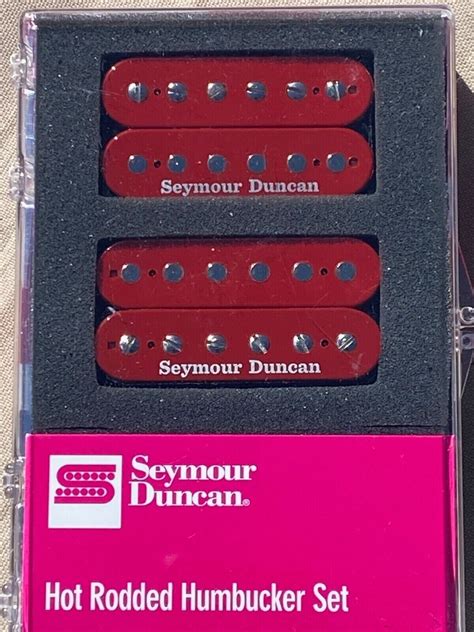 Seymour Duncan
Seymour Duncan
Seymour
Duncan®
Hot Rodded Humbucker Set